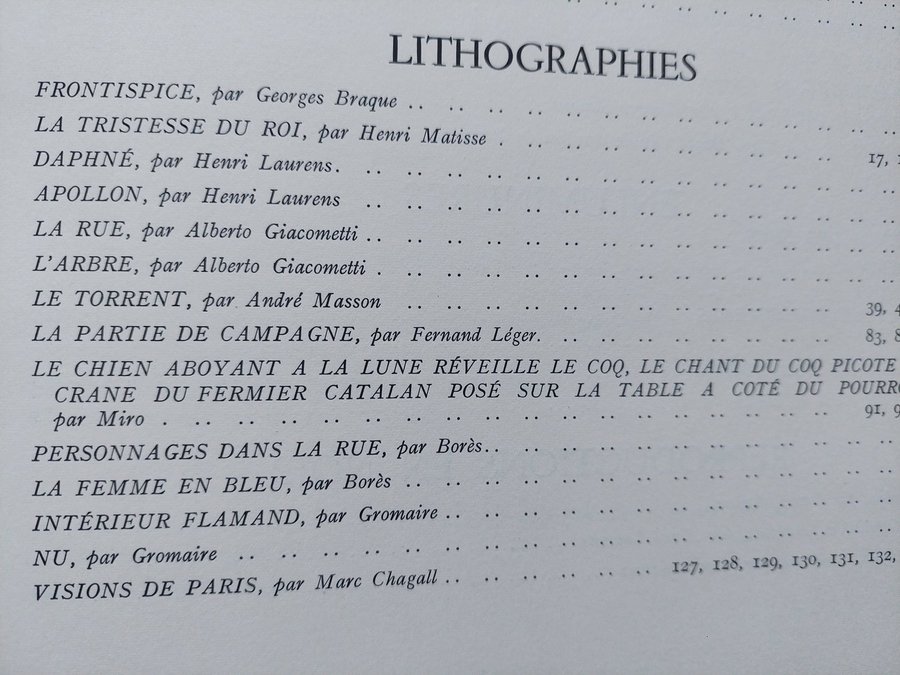 LITHOGRAPHIES
FRONTISPICE, par Georges Braque .. .. .. .. .. .. .. .. .. .. .. .. ..
LA TRISTESSE DU ROI, par Henri Matisse . .. .. .. .. .. .. .. .. .. 17,
DAPHNÉ, par Henri Laurens. .. .. .. .. .. .. .. .. .. .. .. .. .. ..
APOLLON, par Henri Laurens .. .. .. .. .. .. .. .. .. .. .. .. .. ..
LA RUE, par Alberto Giacometti .. .. .. .. .. .. .. .. .. .. .. .. .. ..
L'ARBRE, par Alberto Giacometti . .. .. .. .. .. .. .. .. .. .. .. .. ..
LE TORRENT, par André Masson .. .. .. .. .. .. .. .. .. .. .. .. 39,
LA PARTIE DE CAMPAGNE, par Fernand Léger. .. .. .. .. .. .. .. .. 83,
LE CHIEN ABOYANT A LA LUNE RÉVEILLE LE COQ, LE CHANT DU COQ PICOTE
CRANE DU FERMIER CATALAN POSÉ SUR LA TABLE A COTÉ DU
par Miro . .. .. .. .. .. .. .. .. .. .. .. .. .. .. .. .. .. 91,
PERSONNAGES DANS LA RUE, par Borès.. .. .. .. .. .. .. .. .. .. .. ..
LA FEMME EN BLEU, par Borès .. .. .. .. .. .. .. .. .. .. .. .. ..
INTÉRIEUR FLAMAND, par Gromaire .. .. .. .. .. .. .. .. .. .. .. ..
NU, par Gromaire .. .. .. .. .. .. .. .. .. .. .. .. .. .. .. .. ..
VISIONS DE PARIS, par Marc Chagall .. .. .. .. .. .. 127, 128, 129, 130, 131, 132,